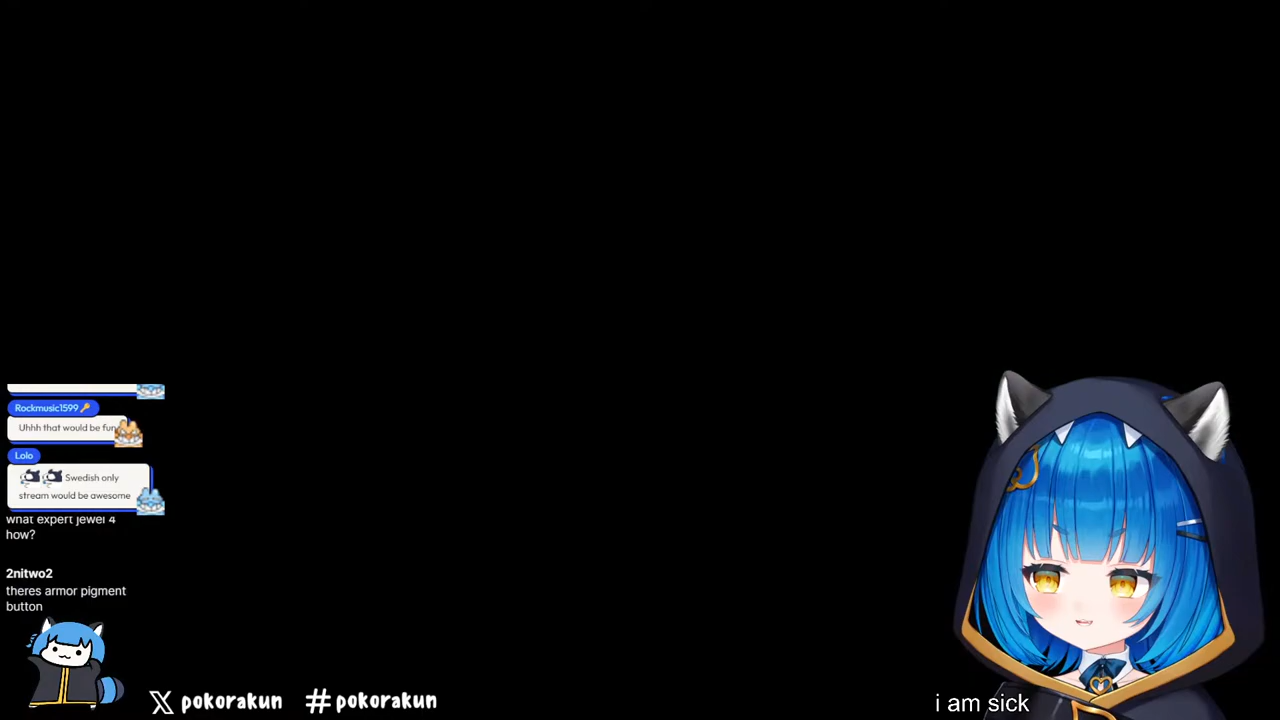 Rockmusic1599
Uhhh that would be fun
Lolo
Swedish only
stream would be awesome
what expert jewel 4
how?
2nitwo2
theres armor pigment
button
pokorakun #pokorakun
i am sick